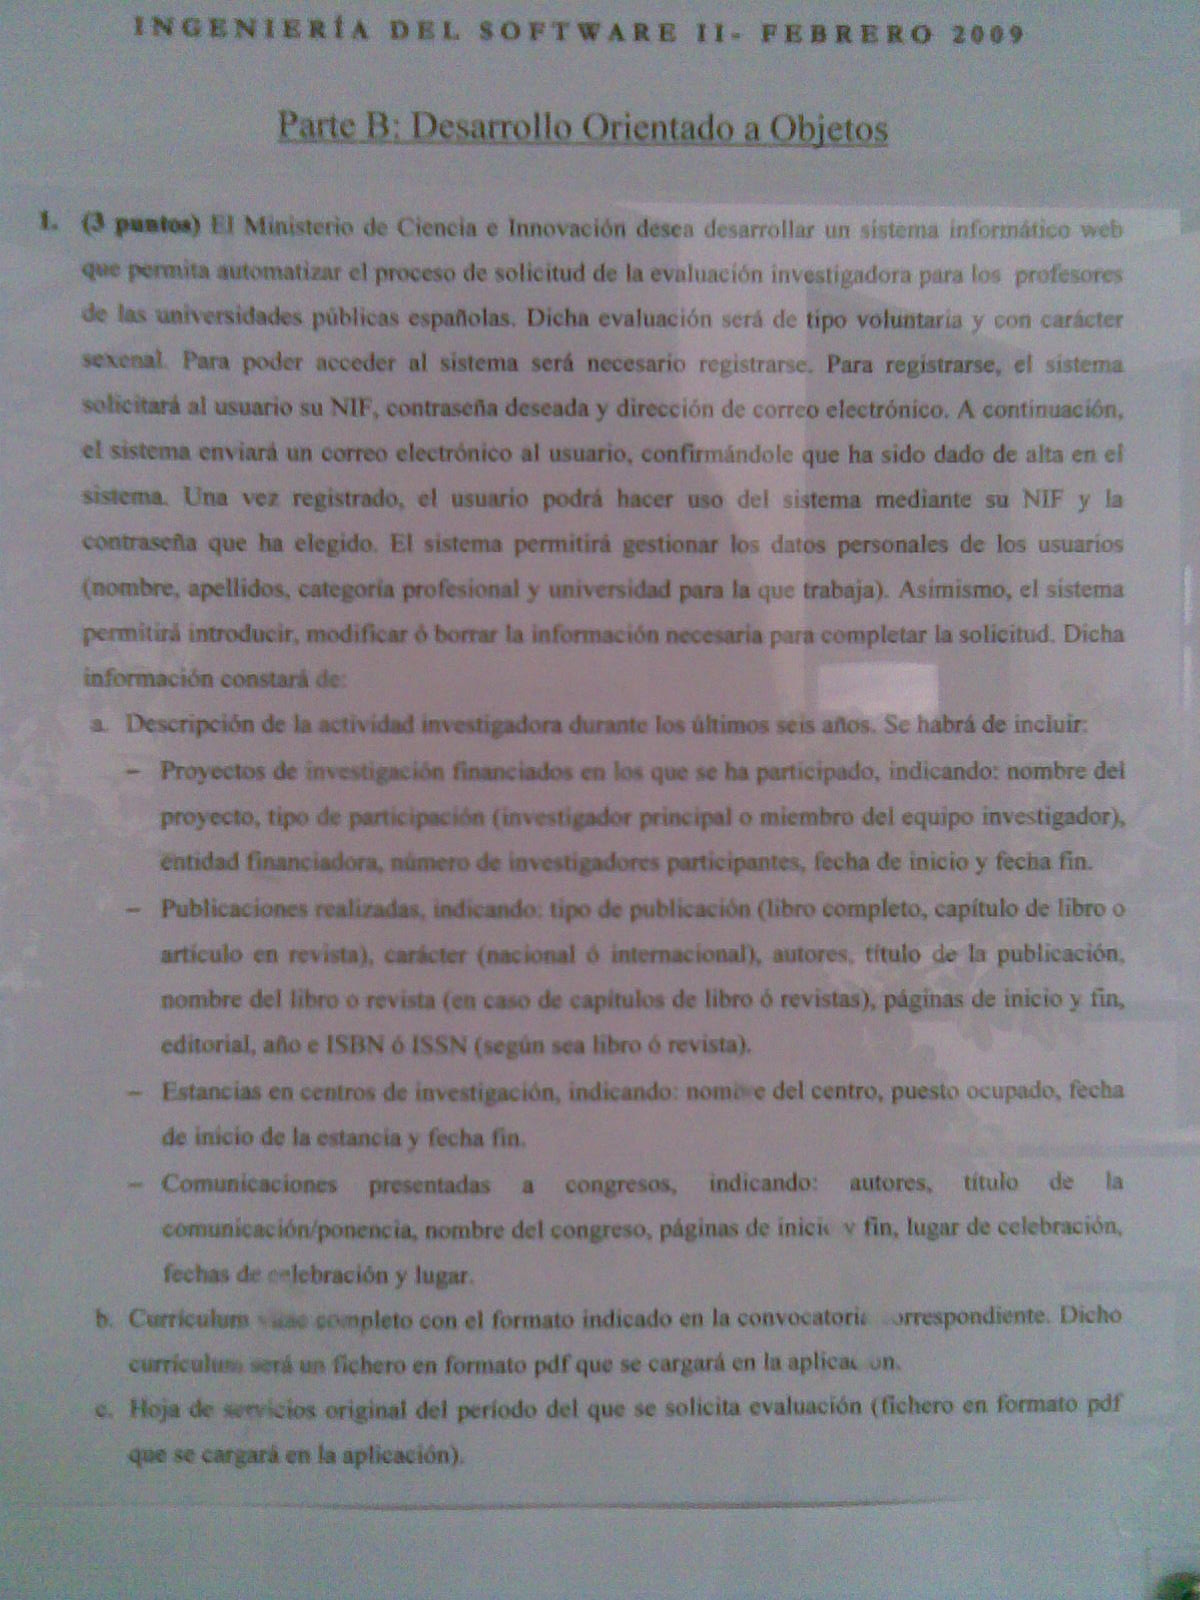 INGENIERÍA DEL SOFTWARE II- FEBRERO 2009
Parte B: Desarrollo Orientado a Objetos
1. (3 puntos) El Ministerio de Ciencia e Innovación desea desarrollar un sistema informático web
que permita automatizar el proceso de solicitud de la evaluación investigadora para los profesores
de las universidades públicas españolas. Dicha evaluación será de tipo voluntaria y con carácter
sexenal. Para poder acceder al sistema será necesario registrarse. Para registrarse, el sistema
solicitará al usuario su NIF, contraseña deseada y dirección de correo electrónico. A continuación,
el sistema enviará un correo electrónico al usuario, confirmándole que ha sido dado de alta en el
sistema. Una vez registrado, el usuario podrá hacer uso del sistema mediante su NIF y la
contraseña que ha elegido. El sistema permitirá gestionar los datos personales de los usuarios
(nombre, apellidos, categoría profesional y universidad para la que trabaja). Asimismo, el sistema
permitirá introducir, modificar ó borrar la información necesaria para completar la solicitud. Dicha
información constará de:
a. Descripción de la actividad investigadora durante los últimos seis años. Se habrá de incluir:
– Proyectos de investigación financiados en los que se ha participado, indicando: nombre del
proyecto, tipo de participación (investigador principal o miembro del equipo investigador),
entidad financiadora, número de investigadores participantes, fecha de inicio y fecha fin.
– Publicaciones realizadas, indicando: tipo de publicación (libro completo, capítulo de libro o
artículo en revista), carácter (nacional ó internacional), autores, título de la publicación,
nombre del libro o revista (en caso de capítulos de libro ó revistas), páginas de inicio y fin,
editorial, año e ISBN ó ISSN (según sea libro ó revista).
– Estancias en centros de investigación, indicando: nombre del centro, puesto ocupado, fecha
de inicio de la estancia y fecha fin.
– Comunicaciones presentadas a congresos, indicando: autores, título de la
comunicación/ponencia, nombre del congreso, páginas de inicio y fin, lugar de celebración,
fechas de celebración y lugar.
b. Currículum vitae completo con el formato indicado en la convocatoria correspondiente. Dicho
currículum será un fichero en formato pdf que se cargará en la aplicación.
c. Hoja de servicios original del período del que se solicita evaluación (fichero en formato pdf
que se cargará en la aplicación).